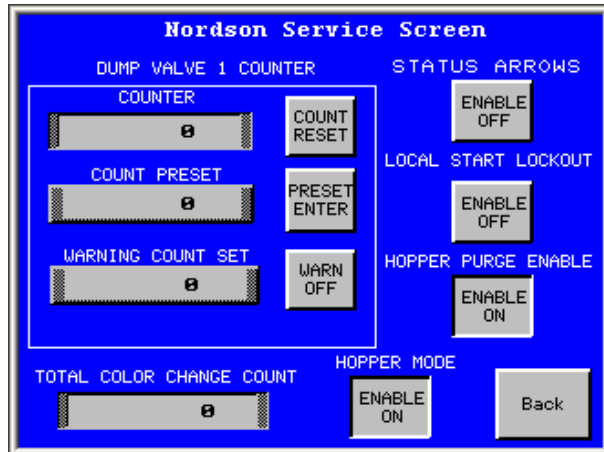 Nordson Service Screen
DUMP VALVE 1 COUNTER
COUNTER
0
COUNT
RESET
COUNT PRESET
0
PRESET
ENTER
WARNING COUNT SET
0
WARN
OFF
TOTAL COLOR CHANGE COUNT
0
STATUS ARROWS
ENABLE
OFF
LOCAL START LOCKOUT
ENABLE
OFF
HOPPER PURGE ENABLE
ENABLE
ON
HOPPER MODE
ENABLE
ON
Back